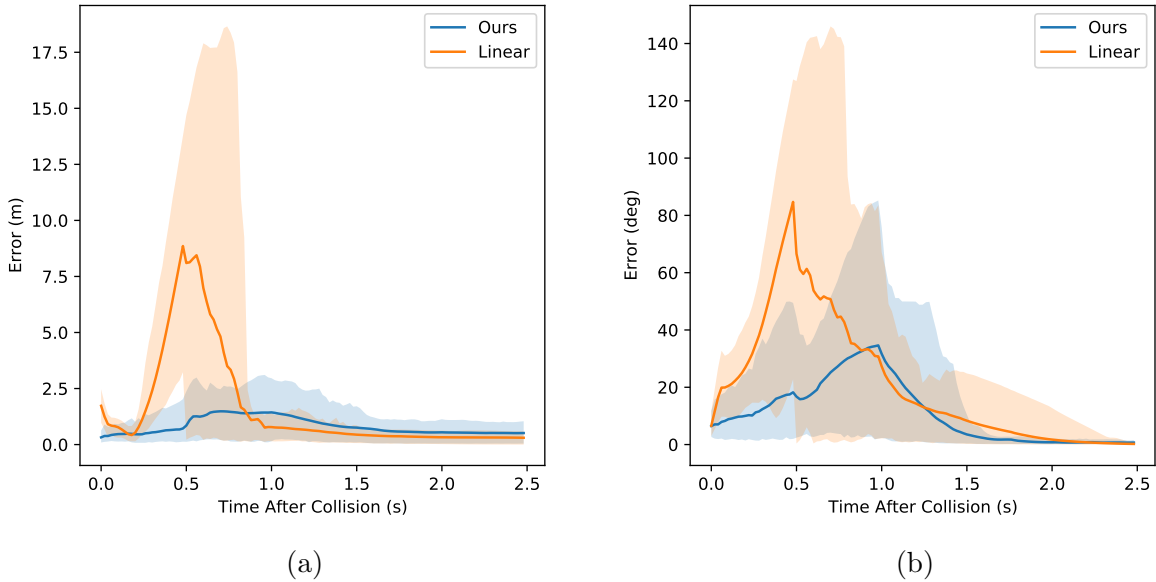 Ours
Linear
17.5
15.0
12.5
10.0
7.5
5.0
2.5
0.0
Error (m)
0.0 0.5 1.0 1.5 2.0 2.5
Time After Collision (s)
(a)
Ours
Linear
140
120
100
80
60
40
20
0
Error (deg)
0.0 0.5 1.0 1.5 2.0 2.5
Time After Collision (s)
(b)